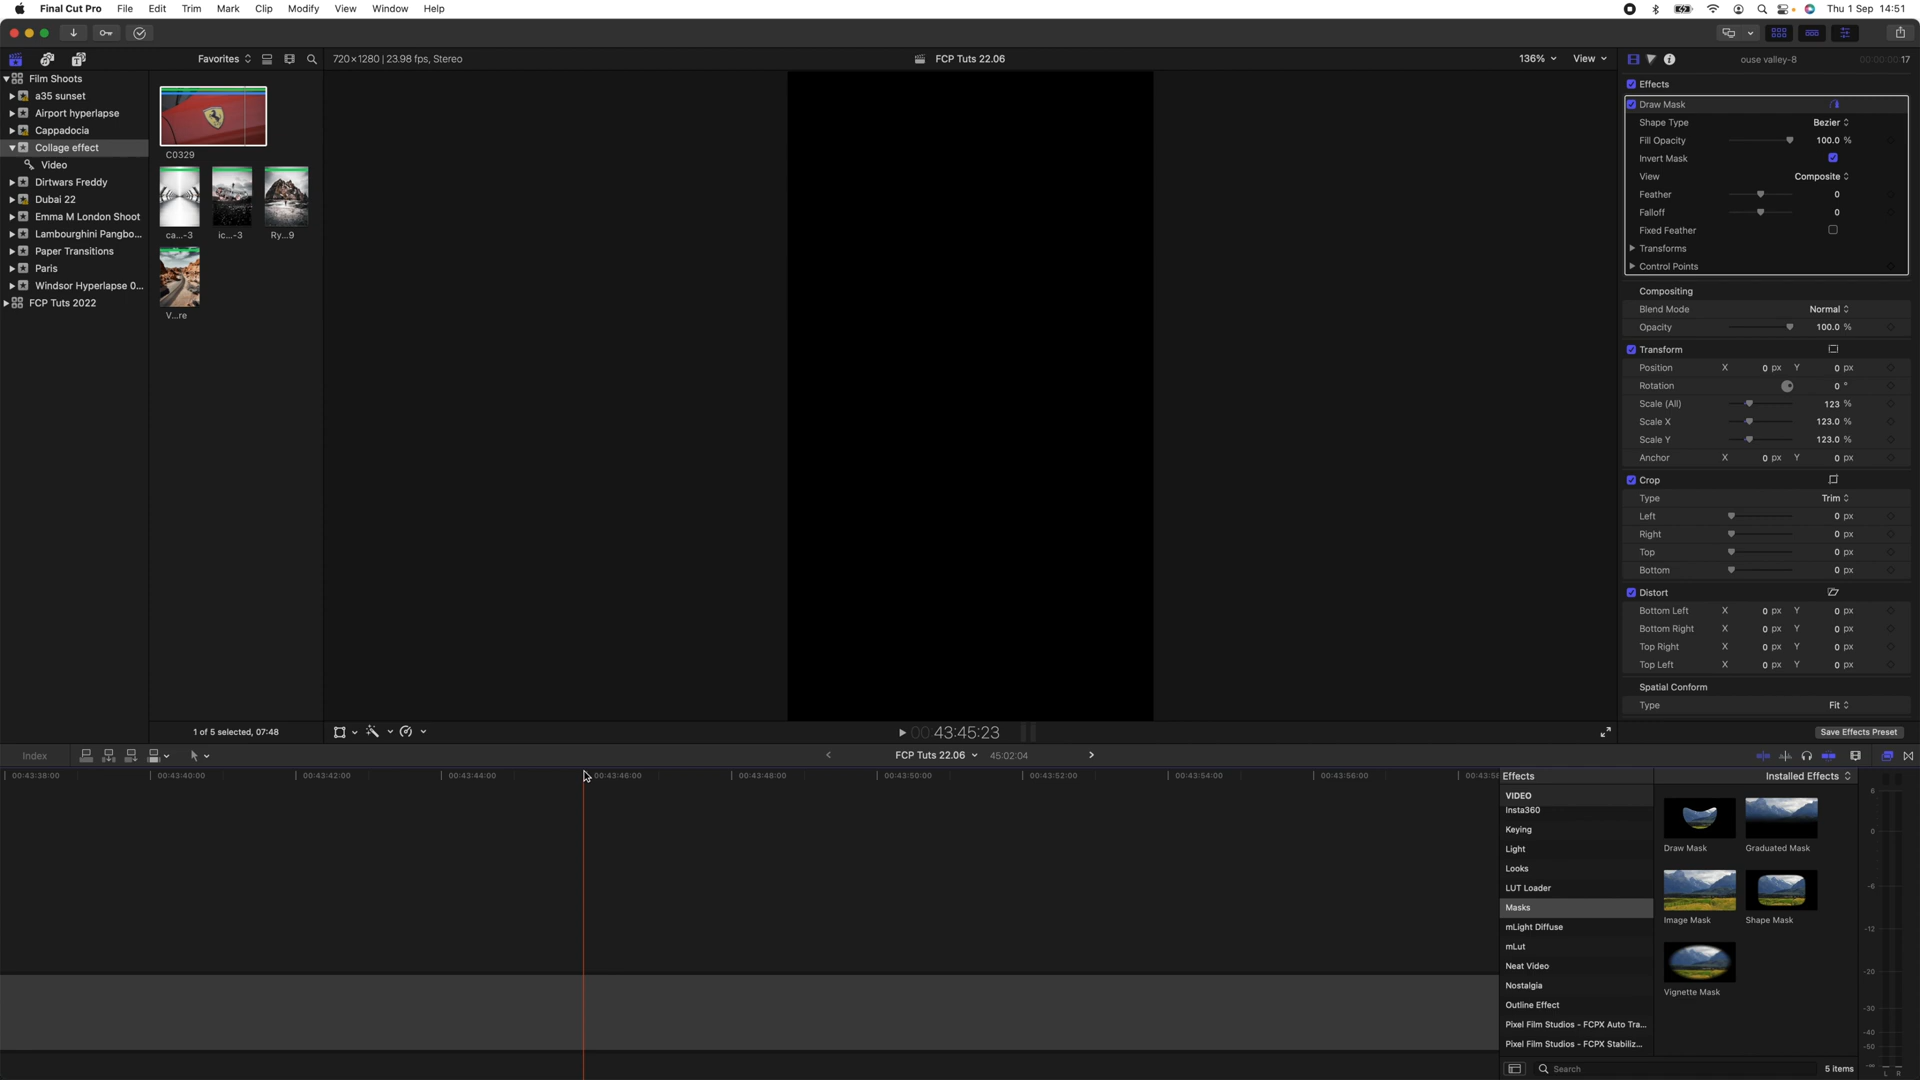 Final Cut Pro File Edit Trim Mark Clip Modify View Window Help Thu 1 Sep 14:51
Favorites 720×1280 | 23.98 fps, Stereo FCP Tuts 22.06 136% View ouse valley-8 00:00:00:17
Film Shoots
a35 sunset
Airport hyperlapse
Cappadocia
Collage effect
Video
Dirtwars Freddy
Dubai 22
Emma M London Shoot
Lambourghini Pangbo...
Paper Transitions
Paris
Windsor Hyperlapse 0...
FCP Tuts 2022
C0329
ca...-3 ic...-3 Ry...9
V...re
1 of 5 selected, 07:48
00:43:45:23
Effects
Draw Mask
Shape Type Bezier
Fill Opacity 100.0 %
Invert Mask
View Composite
Feather 0
Falloff 0
Fixed Feather
Transforms
Control Points
Compositing
Blend Mode Normal
Opacity 100.0 %
Transform
Position X 0 px Y 0 px
Rotation 0 °
Scale (All) 123 %
Scale X 123.0 %
Scale Y 123.0 %
Anchor X 0 px Y 0 px
Crop
Type Trim
Left 0 px
Right 0 px
Top 0 px
Bottom 0 px
Distort
Bottom Left X 0 px Y 0 px
Bottom Right X 0 px Y 0 px
Top Right X 0 px Y 0 px
Top Left X 0 px Y 0 px
Spatial Conform
Type Fit
Save Effects Preset
Index FCP Tuts 22.06 45:02:04
00:43:38:00 00:43:40:00 00:43:42:00 00:43:44:00 00:43:46:00 00:43:48:00 00:43:50:00 00:43:52:00 00:43:54:00 00:43:56:00 00:43:58
Effects Installed Effects
VIDEO
Insta360
Keying
Light
Looks
LUT Loader
Masks
mLight Diffuse
mLut
Neat Video
Nostalgia
Outline Effect
Pixel Film Studios - FCPX Auto Tra...
Pixel Film Studios - FCPX Stabiliz...
Draw Mask Graduated Mask
Image Mask Shape Mask
Vignette Mask
Search 5 items
6
0
-6
-12
-20
-30
-40
-50
-∞
L R